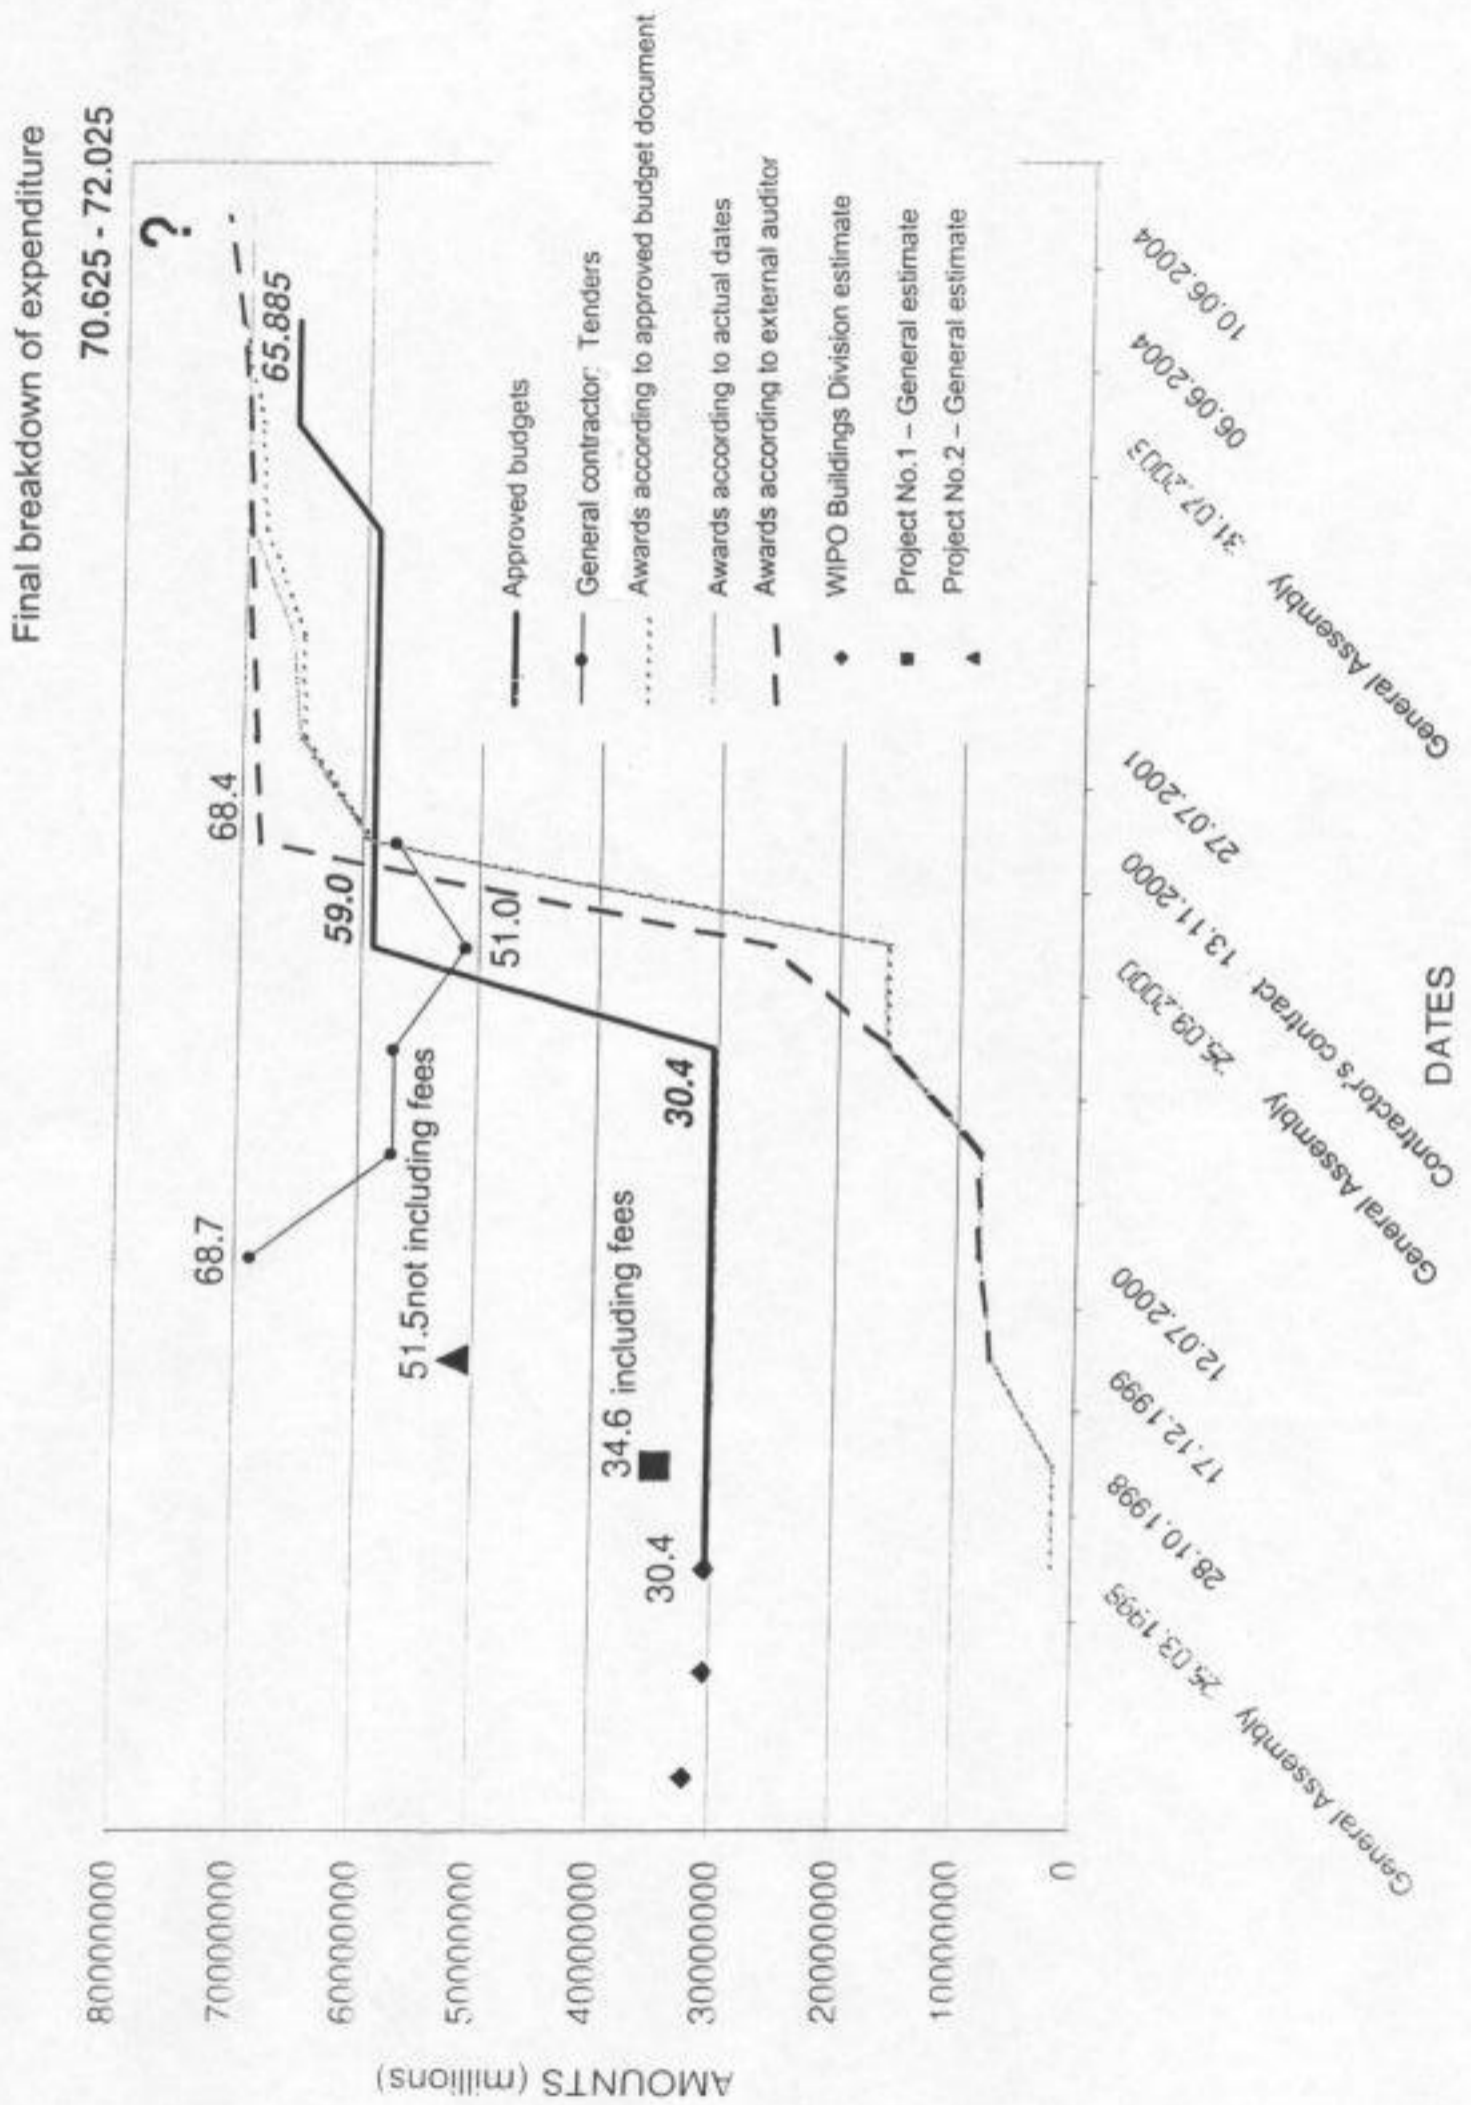 Final breakdown of expenditure
70.625 - 72.025
?
80000000
70000000
60000000
50000000
40000000
30000000
20000000
10000000
0
AMOUNTS (millions)
68.7
68.4
65.885
59.0
51.5not including fees
51.0
34.6 including fees
30.4
30.4
Approved budgets
General contractor: Tenders
Awards according to approved budget document
Awards according to actual dates
Awards according to external auditor
WIPO Buildings Division estimate
Project No.1 – General estimate
Project No.2 – General estimate
General Assembly 25.03.1998
28.10.1998
17.12.1999
12.07.2000
General Assembly 25.09.2000
Contractor's contract 13.11.2000
27.07.2001
General Assembly 31.07.2003
06.06.2004
10.06.2004
DATES